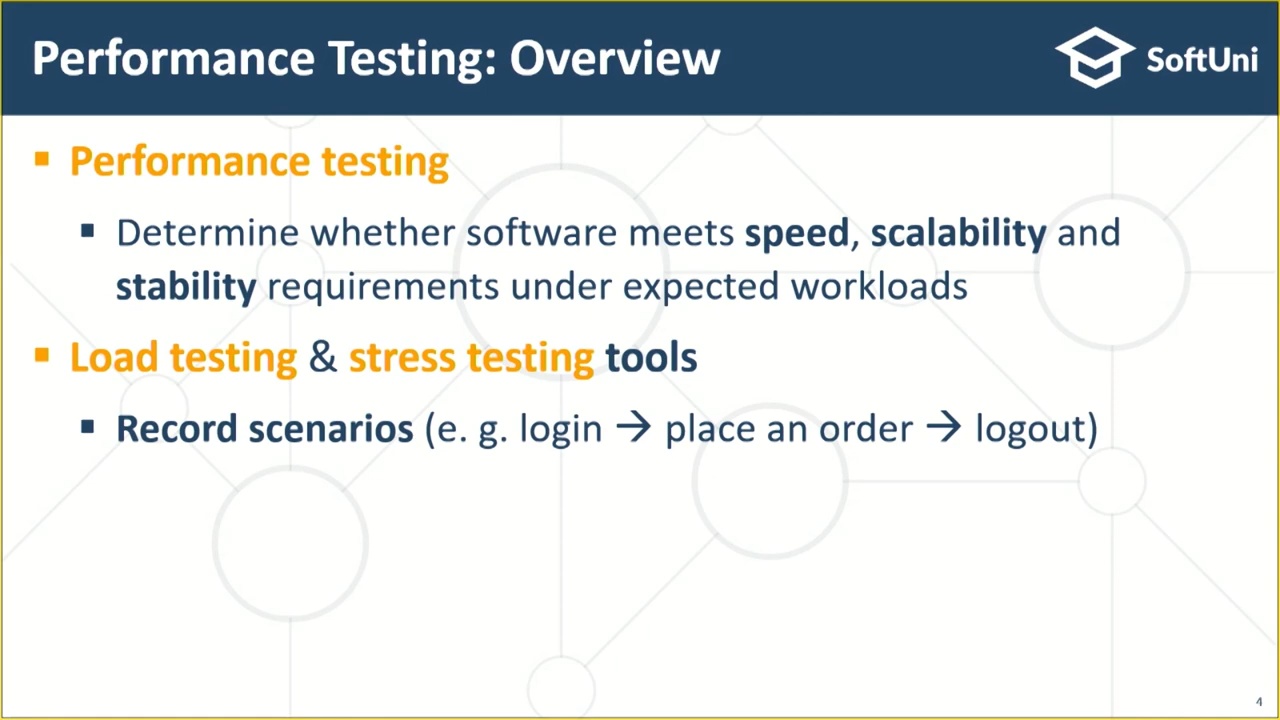 Performance Testing: Overview
SoftUni
▪ Performance testing
▪ Determine whether software meets speed, scalability and
stability requirements under expected workloads
▪ Load testing & stress testing tools
▪ Record scenarios (e. g. login → place an order → logout)
4